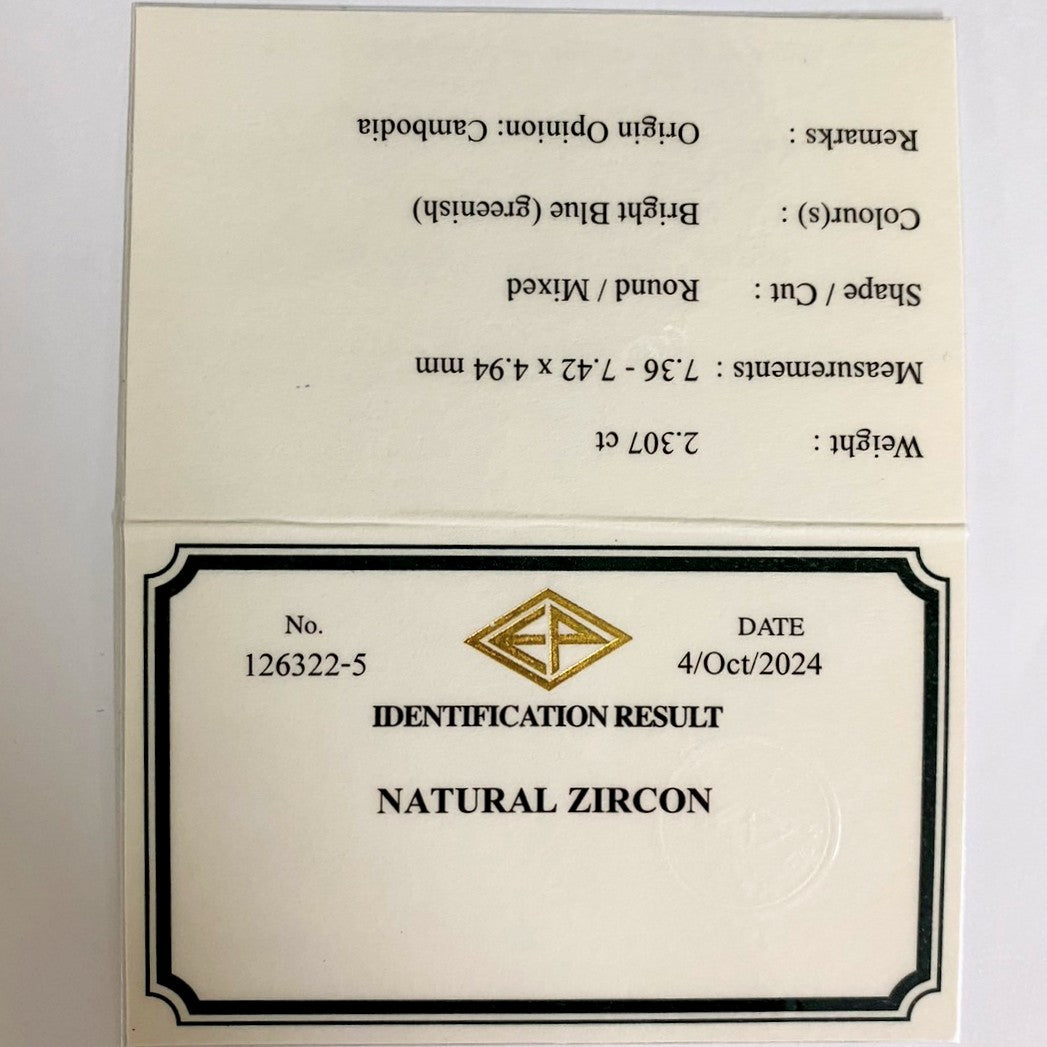 Weight : 2.307 ct
Measurements : 7.36 - 7.42 x 4.94 mm
Shape / Cut : Round / Mixed
Colour(s) : Bright Blue (greenish)
Remarks : Origin Opinion: Cambodia
No.
126322-5
EP
DATE
4/Oct/2024
IDENTIFICATION RESULT
NATURAL ZIRCON